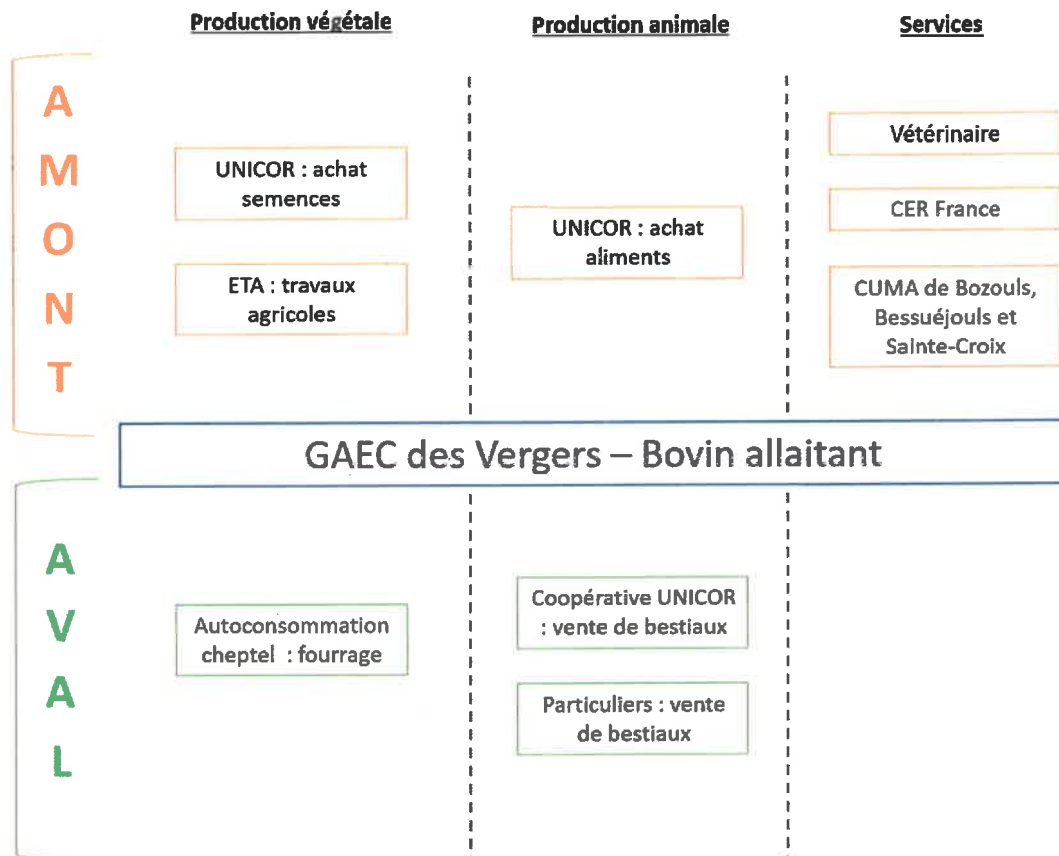 Production végétale
Production animale
Services
AMONT
UNICOR : achat
semences
ETA : travaux
agricoles
UNICOR : achat
aliments
Vétérinaire
CER France
CUMA de Bozouls,
Bessuéjouls et
Sainte-Croix
GAEC des Vergers – Bovin allaitant
AVAL
Autoconsommation
cheptel : fourrage
Coopérative UNICOR
: vente de bestiaux
Particuliers : vente
de bestiaux